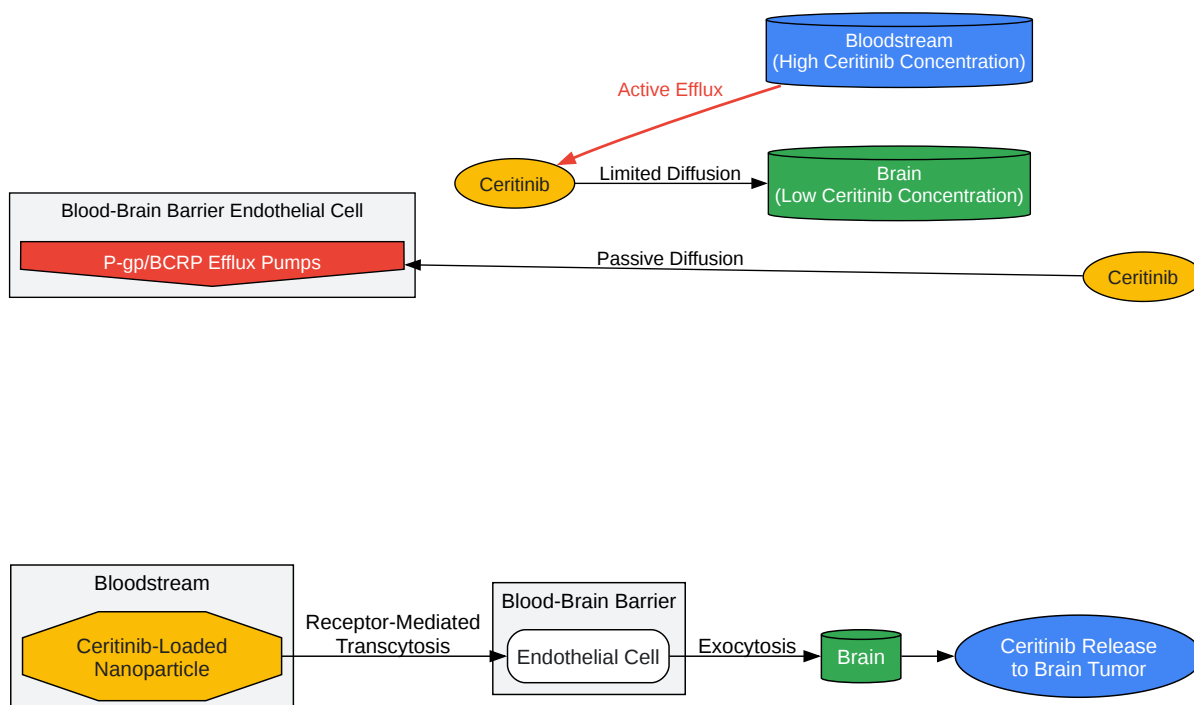 Bloodstream
(High Ceritinib Concentration)
Active Efflux
Ceritinib
Limited Diffusion
Brain
(Low Ceritinib Concentration)
Blood-Brain Barrier Endothelial Cell
P-gp/BCRP Efflux Pumps
Passive Diffusion
Ceritinib
Bloodstream
Ceritinib-Loaded
Nanoparticle
Receptor-Mediated
Transcytosis
Blood-Brain Barrier
Endothelial Cell
Exocytosis
Brain
Ceritinib Release
to Brain Tumor